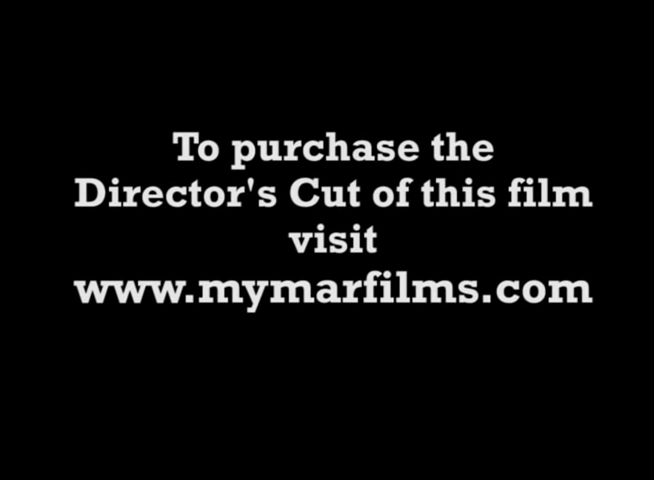 To purchase the
Director's Cut of this film
visit
www.mymarfilms.com